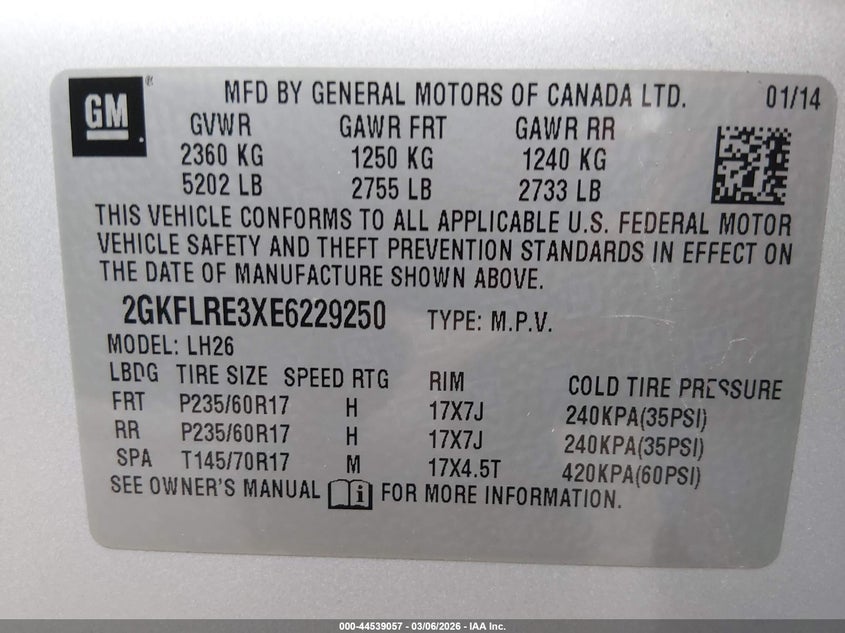 GM ® MFD BY GENERAL MOTORS OF CANADA LTD. 01/14
GVWR GAWR FRT GAWR RR
2360 KG 1250 KG 1240 KG
5202 LB 2755 LB 2733 LB
THIS VEHICLE CONFORMS TO ALL APPLICABLE U.S. FEDERAL MOTOR
VEHICLE SAFETY AND THEFT PREVENTION STANDARDS IN EFFECT ON
THE DATE OF MANUFACTURE SHOWN ABOVE.
2GKFLRE3XE6229250 TYPE: M.P.V.
MODEL: LH26
LBDG TIRE SIZE SPEED RTG RIM COLD TIRE PRESSURE
FRT P235/60R17 H 17X7J 240KPA(35PSI)
RR P235/60R17 H 17X7J 240KPA(35PSI)
SPA T145/70R17 M 17X4.5T 420KPA(60PSI)
SEE OWNER'S MANUAL i FOR MORE INFORMATION.
000-44539057 - 03/06/2026 - IAA Inc.